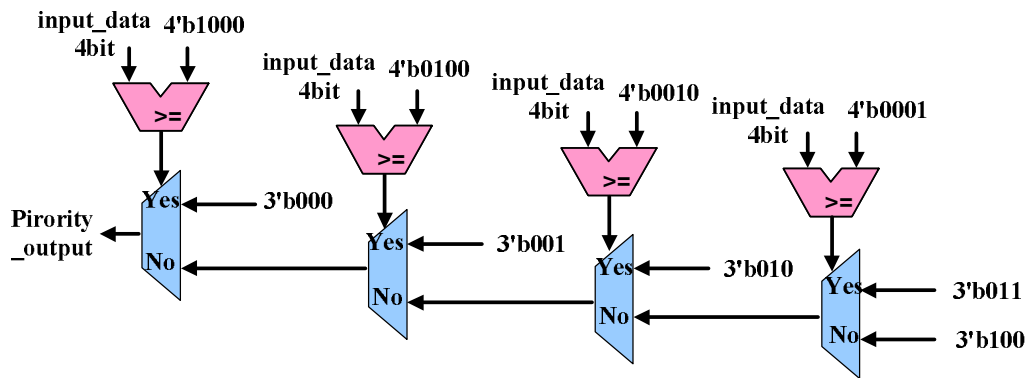 input_data 4'b1000
4bit
input_data 4'b0100
4bit
input_data 4'b0010
4bit
input_data 4'b0001
4bit
>=
>=
>=
>=
Yes 3'b000
Pirority
_output
No
Yes 3'b001
No
Yes 3'b010
No
Yes 3'b011
No 3'b100